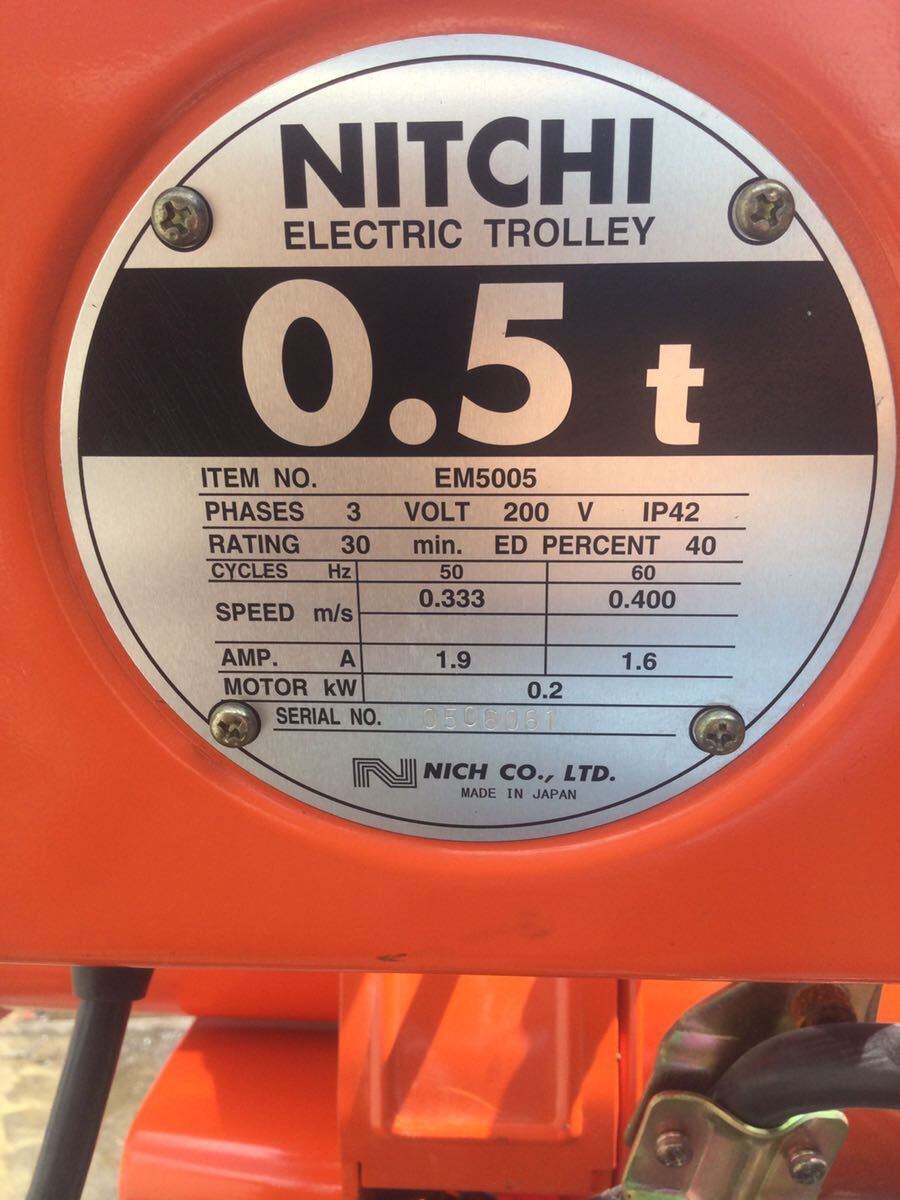 NITCHI
ELECTRIC TROLLEY
0.5 t
ITEM NO. EM5005
PHASES 3 VOLT 200 V IP42
RATING 30 min. ED PERCENT 40
CYCLES Hz 50 60
SPEED m/s 0.333 0.400
AMP. A 1.9 1.6
MOTOR kW 0.2
SERIAL NO.
N NICH CO., LTD.
MADE IN JAPAN